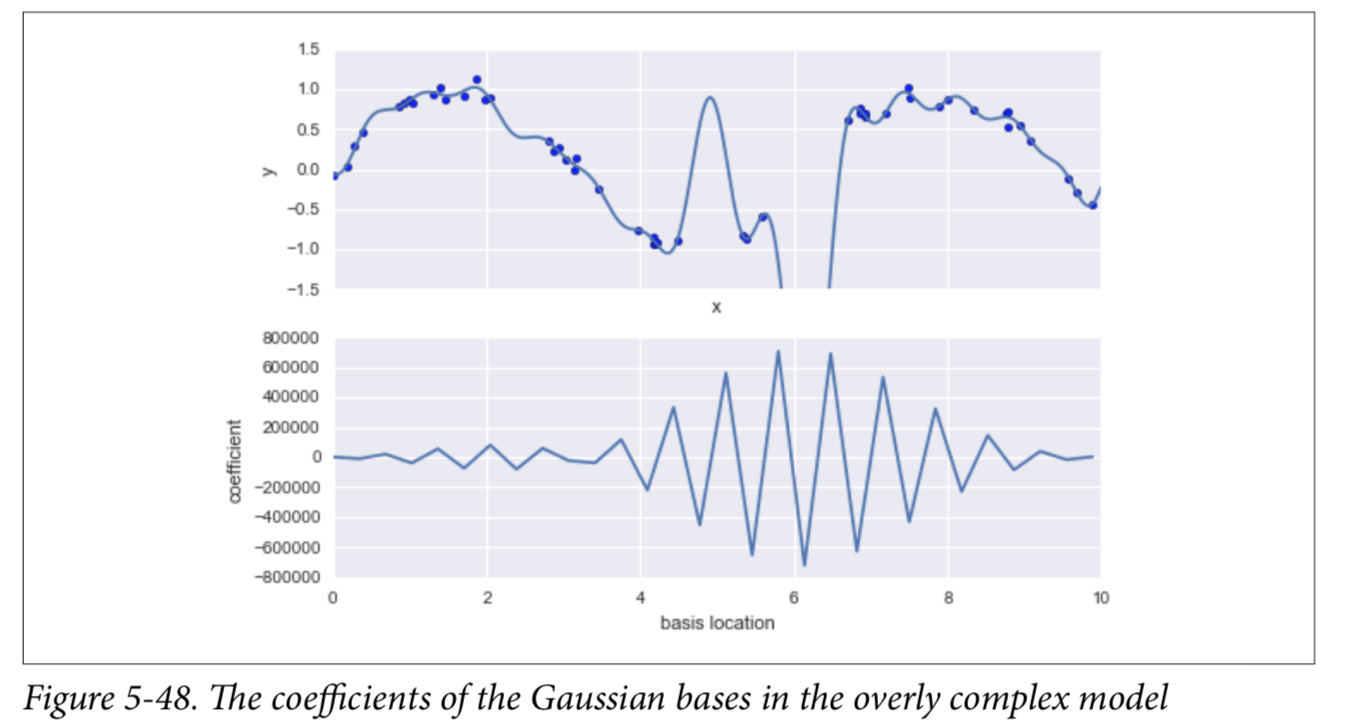 1.5
1.0
0.5
0.0
−0.5
−1.0
−1.5
y
x
800000
600000
400000
200000
0
−200000
−400000
−600000
−800000
coefficient
0 2 4 6 8 10
basis location
Figure 5-48. The coefficients of the Gaussian bases in the overly complex model